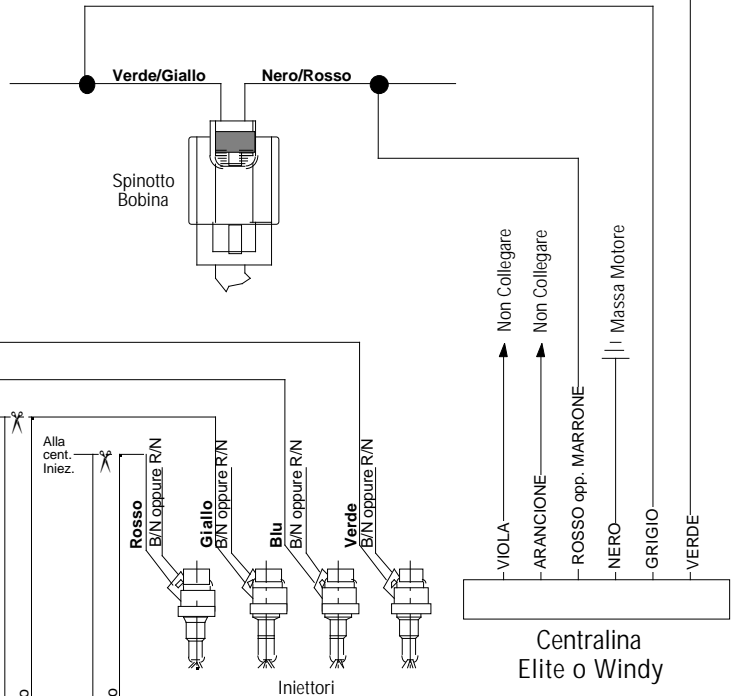 Verde/Giallo
Nero/Rosso
Spinotto
Bobina
Non Collegare
Non Collegare
Massa Motore
Alla
cent.
Iniez.
Rosso
B/N oppure R/N
Giallo
B/N oppure R/N
Blu
B/N oppure R/N
Verde
B/N oppure R/N
VIOLA
ARANCIONE
ROSSO opp. MARRONE
NERO
GRIGIO
VERDE
Iniettori
Centralina
Elite o Windy